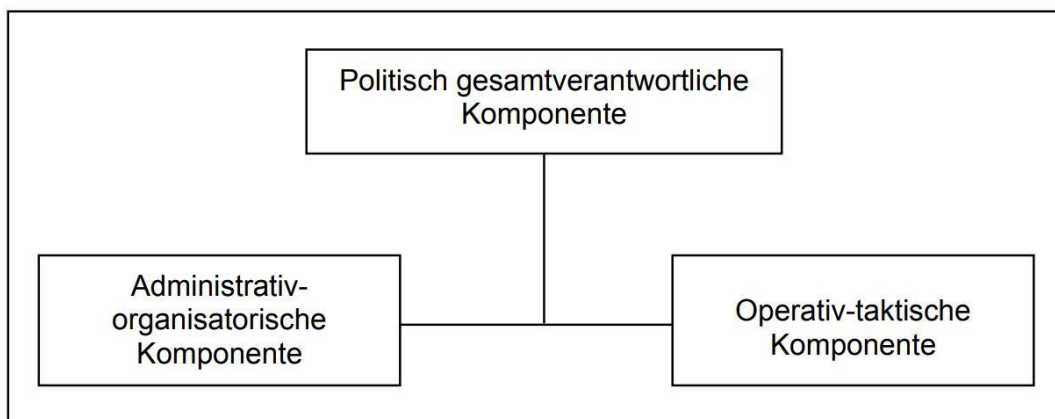 Politisch gesamtverantwortliche
Komponente
Administrativ-
organisatorische
Komponente
Operativ-taktische
Komponente